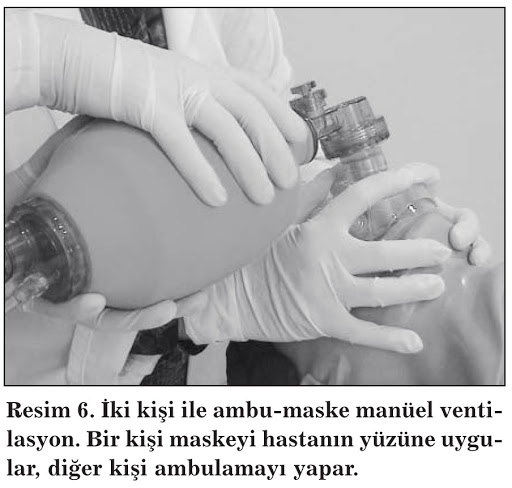 Resim 6. İki kişi ile ambu-maske manüel venti-
lasyon. Bir kişi maskeyi hastanın yüzüne uygu-
lar, diğer kişi ambulamayı yapar.